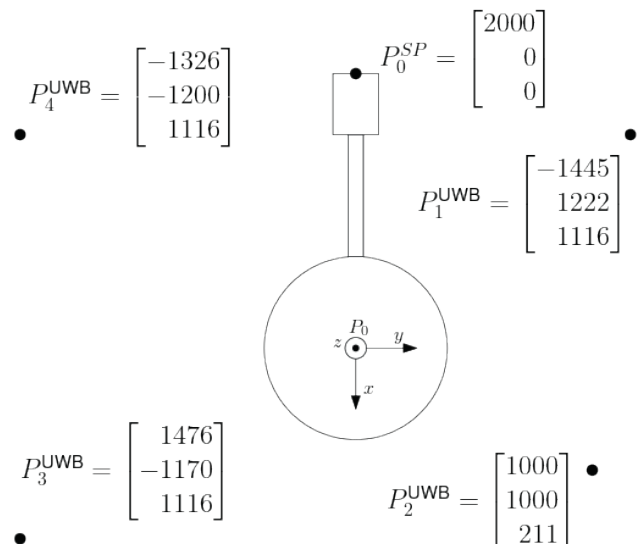 P_4^{UWB} = [-1326 -1200 1116]
P_0^{SP} = [2000 0 0]
P_1^{UWB} = [-1445 1222 1116]
P_0
z
y
x
P_3^{UWB} = [1476 -1170 1116]
P_2^{UWB} = [1000 1000 211]